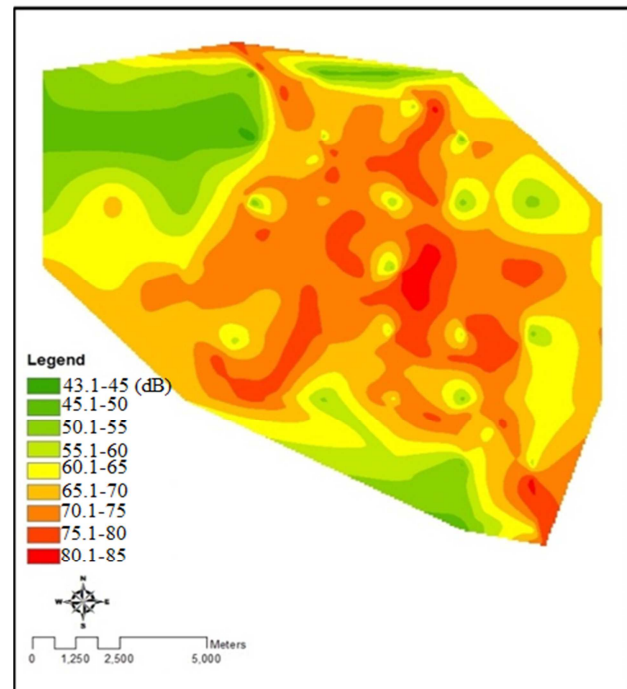 Legend
43.1-45 (dB)
45.1-50
50.1-55
55.1-60
60.1-65
65.1-70
70.1-75
75.1-80
80.1-85
N
W E
S
Meters
0 1,250 2,500 5,000